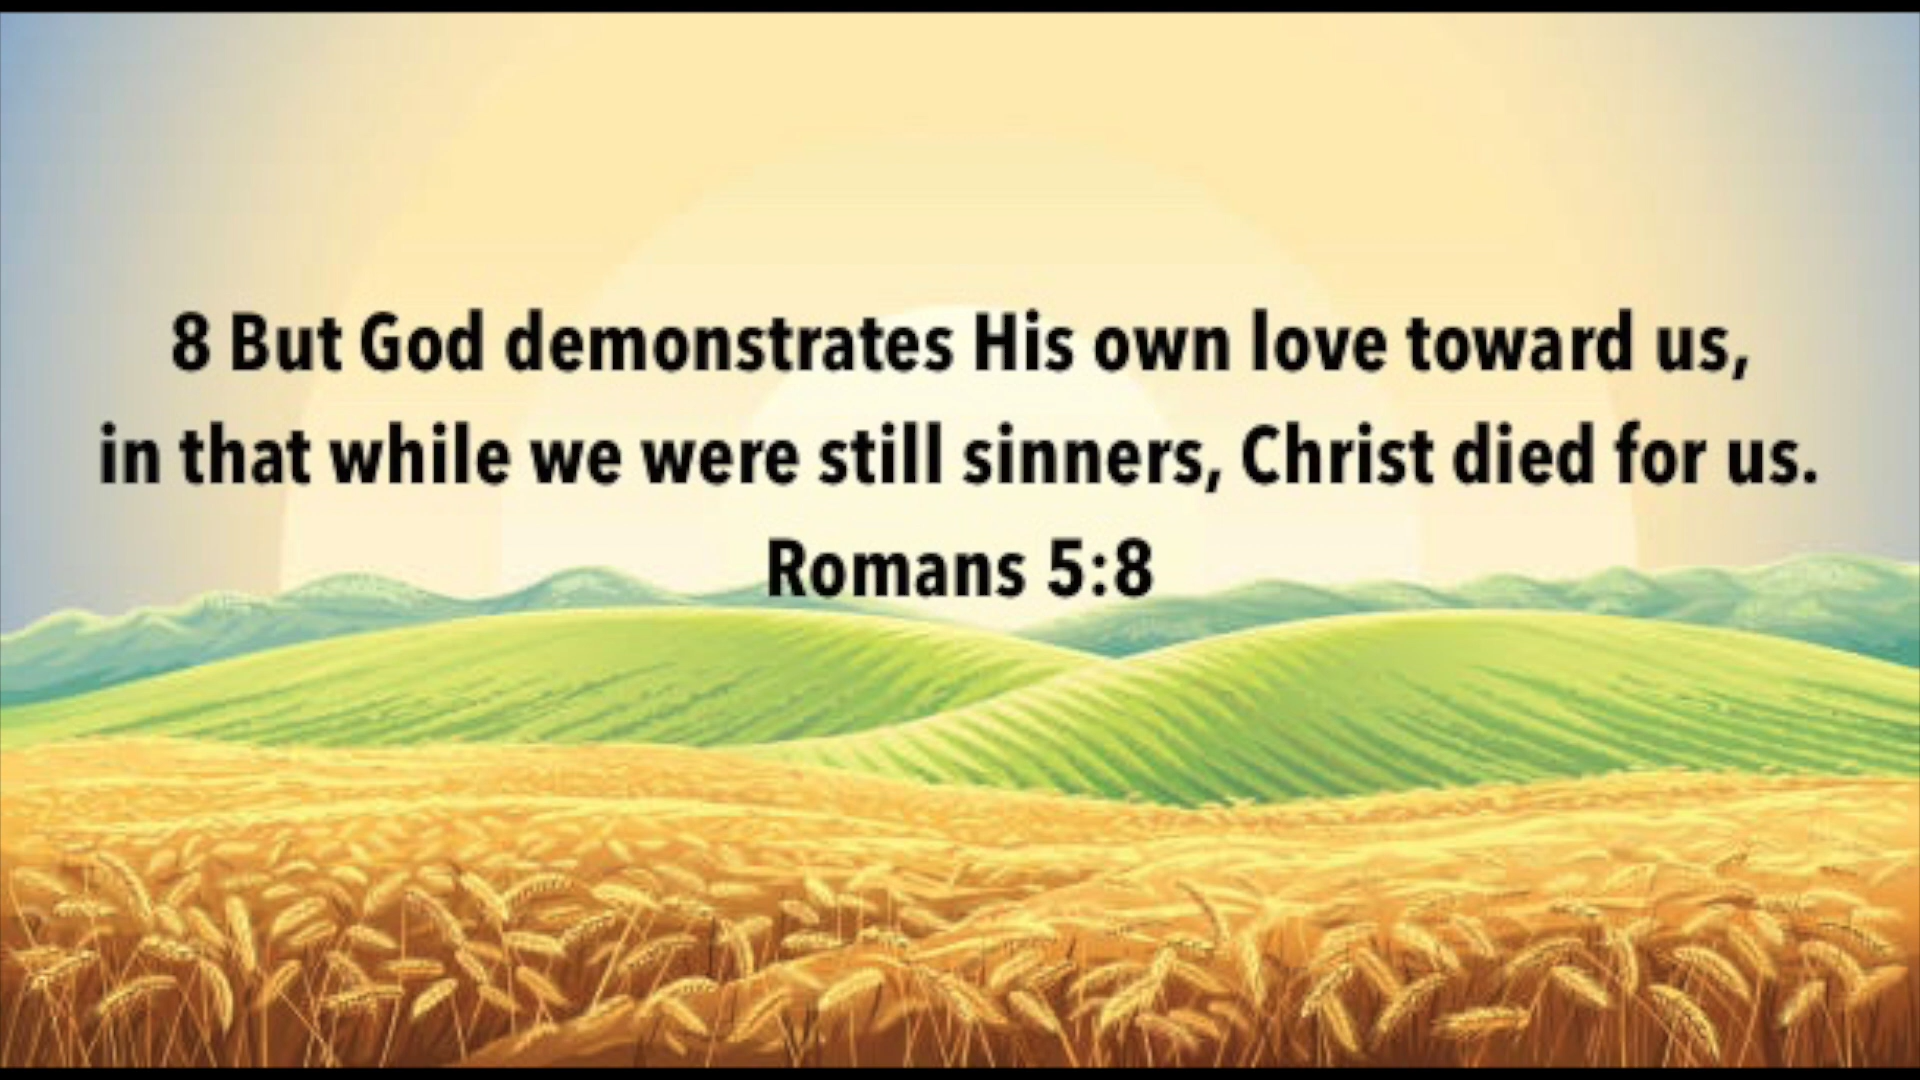 8 But God demonstrates His own love toward us,
in that while we were still sinners, Christ died for us.
Romans 5:8